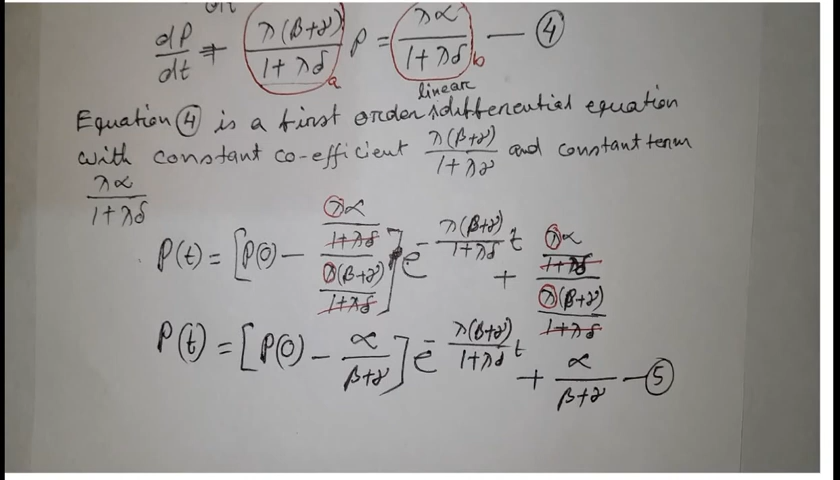 dP/dt + λ(β+γ)/1+λδ P = λα/1+λδ — ④
a b
linear
Equation ④ is a first order differential equation
with constant co-efficient λ(β+γ)/1+λγ and constant term
λα/1+λδ
P(t) = [P(0) - λα/1+λδ / λ(β+γ)/1+λδ] e^-λ(β+γ)/1+λδ t + λα/1+λδ / λ(β+γ)/1+λδ
P(t) = [P(0) - α/β+γ] e^-λ(β+γ)/1+λδ t + α/β+γ — ⑤